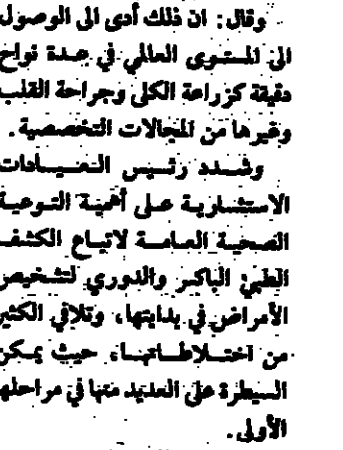 وقال: ان ذلك أدى الى الوصول
الى المستوى العالمي في عدة نواح
دقيقة كزراعة الكلى وجراحة القلب
وغيرها من المجالات التخصصية.
وشدد رئيس العيادات
الاستشارية على أهمية التوعية
الصحية العامة لاتباع الكشف
الطبي الباكر والدوري لتشخيص
الأمراض في بدايتها، وتلافي الكثير
من اختلاطاتها، حيث يمكن
السيطرة على العديد منها في مراحلها
الأولى.